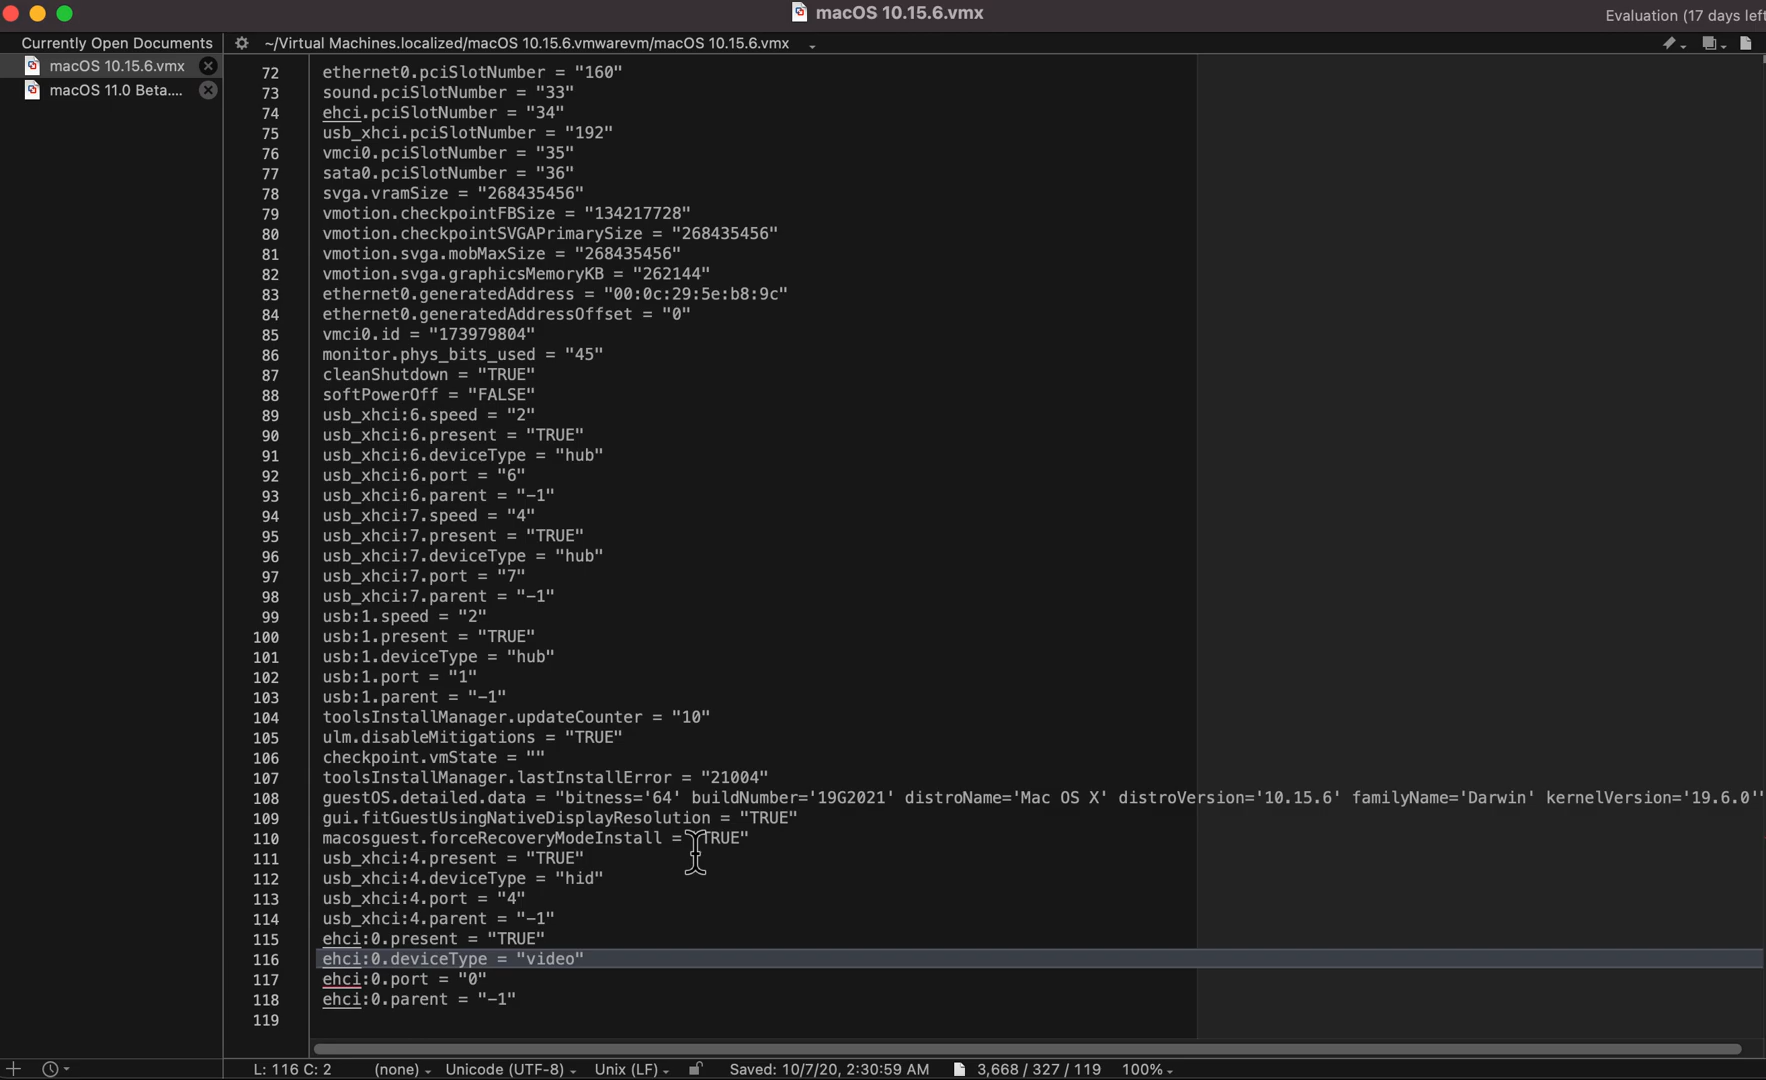 macOS 10.15.6.vmx
Evaluation (17 days left
Currently Open Documents
~/Virtual Machines.localized/macOS 10.15.6.vmwarevm/macOS 10.15.6.vmx
macOS 10.15.6.vmx
macOS 11.0 Beta....
72 ethernet0.pciSlotNumber = "160"
73 sound.pciSlotNumber = "33"
74 ehci.pciSlotNumber = "34"
75 usb_xhci.pciSlotNumber = "192"
76 vmci0.pciSlotNumber = "35"
77 sata0.pciSlotNumber = "36"
78 svga.vramSize = "268435456"
79 vmotion.checkpointFBSize = "134217728"
80 vmotion.checkpointSVGAPrimarySize = "268435456"
81 vmotion.svga.mobMaxSize = "268435456"
82 vmotion.svga.graphicsMemoryKB = "262144"
83 ethernet0.generatedAddress = "00:0c:29:5e:b8:9c"
84 ethernet0.generatedAddressOffset = "0"
85 vmci0.id = "173979804"
86 monitor.phys_bits_used = "45"
87 cleanShutdown = "TRUE"
88 softPowerOff = "FALSE"
89 usb_xhci:6.speed = "2"
90 usb_xhci:6.present = "TRUE"
91 usb_xhci:6.deviceType = "hub"
92 usb_xhci:6.port = "6"
93 usb_xhci:6.parent = "-1"
94 usb_xhci:7.speed = "4"
95 usb_xhci:7.present = "TRUE"
96 usb_xhci:7.deviceType = "hub"
97 usb_xhci:7.port = "7"
98 usb_xhci:7.parent = "-1"
99 usb:1.speed = "2"
100 usb:1.present = "TRUE"
101 usb:1.deviceType = "hub"
102 usb:1.port = "1"
103 usb:1.parent = "-1"
104 toolsInstallManager.updateCounter = "10"
105 ulm.disableMitigations = "TRUE"
106 checkpoint.vmState = ""
107 toolsInstallManager.lastInstallError = "21004"
108 guestOS.detailed.data = "bitness='64' buildNumber='19G2021' distroName='Mac OS X' distroVersion='10.15.6' familyName='Darwin' kernelVersion='19.6.0'"
109 gui.fitGuestUsingNativeDisplayResolution = "TRUE"
110 macosguest.forceRecoveryModeInstall = "TRUE"
111 usb_xhci:4.present = "TRUE"
112 usb_xhci:4.deviceType = "hid"
113 usb_xhci:4.port = "4"
114 usb_xhci:4.parent = "-1"
115 ehci:0.present = "TRUE"
116 ehci:0.deviceType = "video"
117 ehci:0.port = "0"
118 ehci:0.parent = "-1"
119
L: 116 C: 2 (none) Unicode (UTF-8) Unix (LF) Saved: 10/7/20, 2:30:59 AM 3,668 / 327 / 119 100%